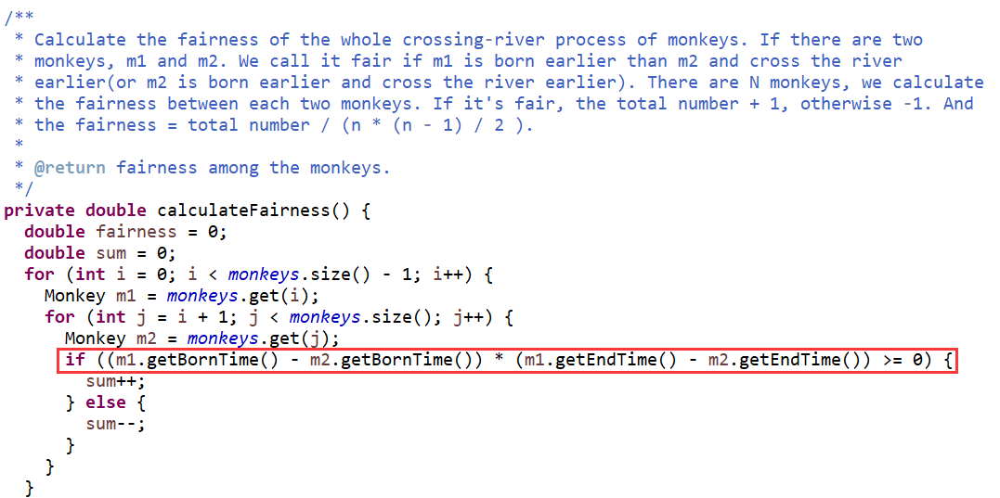 /**
 * Calculate the fairness of the whole crossing-river process of monkeys. If there are two
 * monkeys, m1 and m2. We call it fair if m1 is born earlier than m2 and cross the river
 * earlier(or m2 is born earlier and cross the river earlier). There are N monkeys, we calculate
 * the fairness between each two monkeys. If it's fair, the total number + 1, otherwise -1. And
 * the fairness = total number / (n * (n - 1) / 2 ).
 *
 * @return fairness among the monkeys.
 */
private double calculateFairness() {
  double fairness = 0;
  double sum = 0;
  for (int i = 0; i < monkeys.size() - 1; i++) {
    Monkey m1 = monkeys.get(i);
    for (int j = i + 1; j < monkeys.size(); j++) {
      Monkey m2 = monkeys.get(j);
      if ((m1.getBornTime() - m2.getBornTime()) * (m1.getEndTime() - m2.getEndTime()) >= 0) {
        sum++;
      } else {
        sum--;
      }
    }
  }